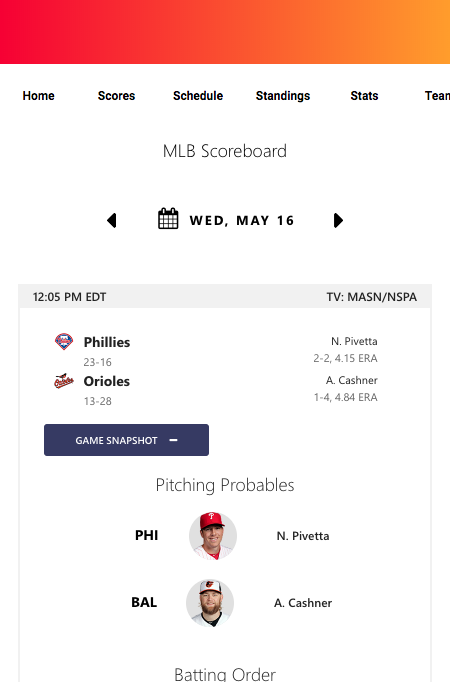 Home Scores Schedule Standings Stats Team
MLB Scoreboard
WED, MAY 16
12:05 PM EDT TV: MASN/NSPA
Phillies N. Pivetta
23-16 2-2, 4.15 ERA
Orioles A. Cashner
13-28 1-4, 4.84 ERA
GAME SNAPSHOT
Pitching Probables
PHI N. Pivetta
BAL A. Cashner
Batting Order